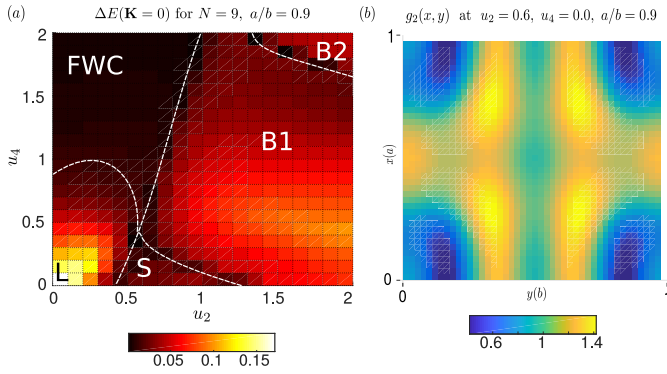 (a) ΔE(K = 0) for N = 9, a/b = 0.9
2
1.5
1
0.5
0
u₄
FWC
B2
B1
L
S
0 0.5 1 1.5 2
u₂
0.05 0.1 0.15
(b) g₂(x, y) at u₂ = 0.6, u₄ = 0.0, a/b = 0.9
1
x(a)
0
0
y(b)
0.6 1 1.4